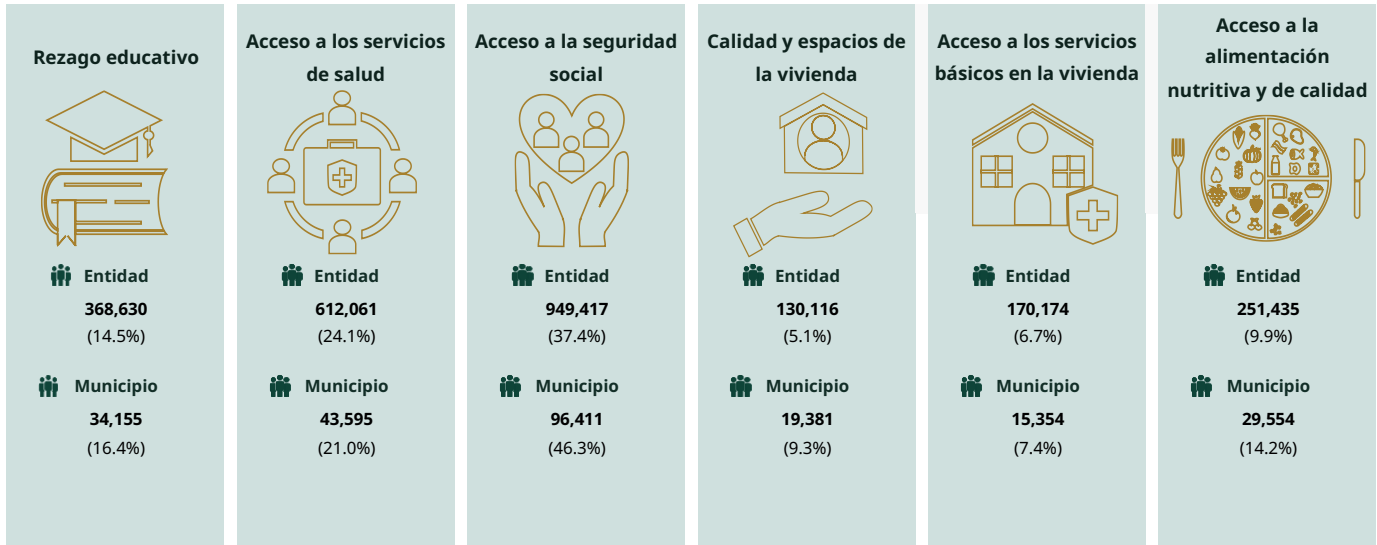 Rezago educativo
Entidad
368,630
(14.5%)
Municipio
34,155
(16.4%)
Acceso a los servicios
de salud
Entidad
612,061
(24.1%)
Municipio
43,595
(21.0%)
Acceso a la seguridad
social
Entidad
949,417
(37.4%)
Municipio
96,411
(46.3%)
Calidad y espacios de
la vivienda
Entidad
130,116
(5.1%)
Municipio
19,381
(9.3%)
Acceso a los servicios
básicos en la vivienda
Entidad
170,174
(6.7%)
Municipio
15,354
(7.4%)
Acceso a la
alimentación
nutritiva y de calidad
Entidad
251,435
(9.9%)
Municipio
29,554
(14.2%)